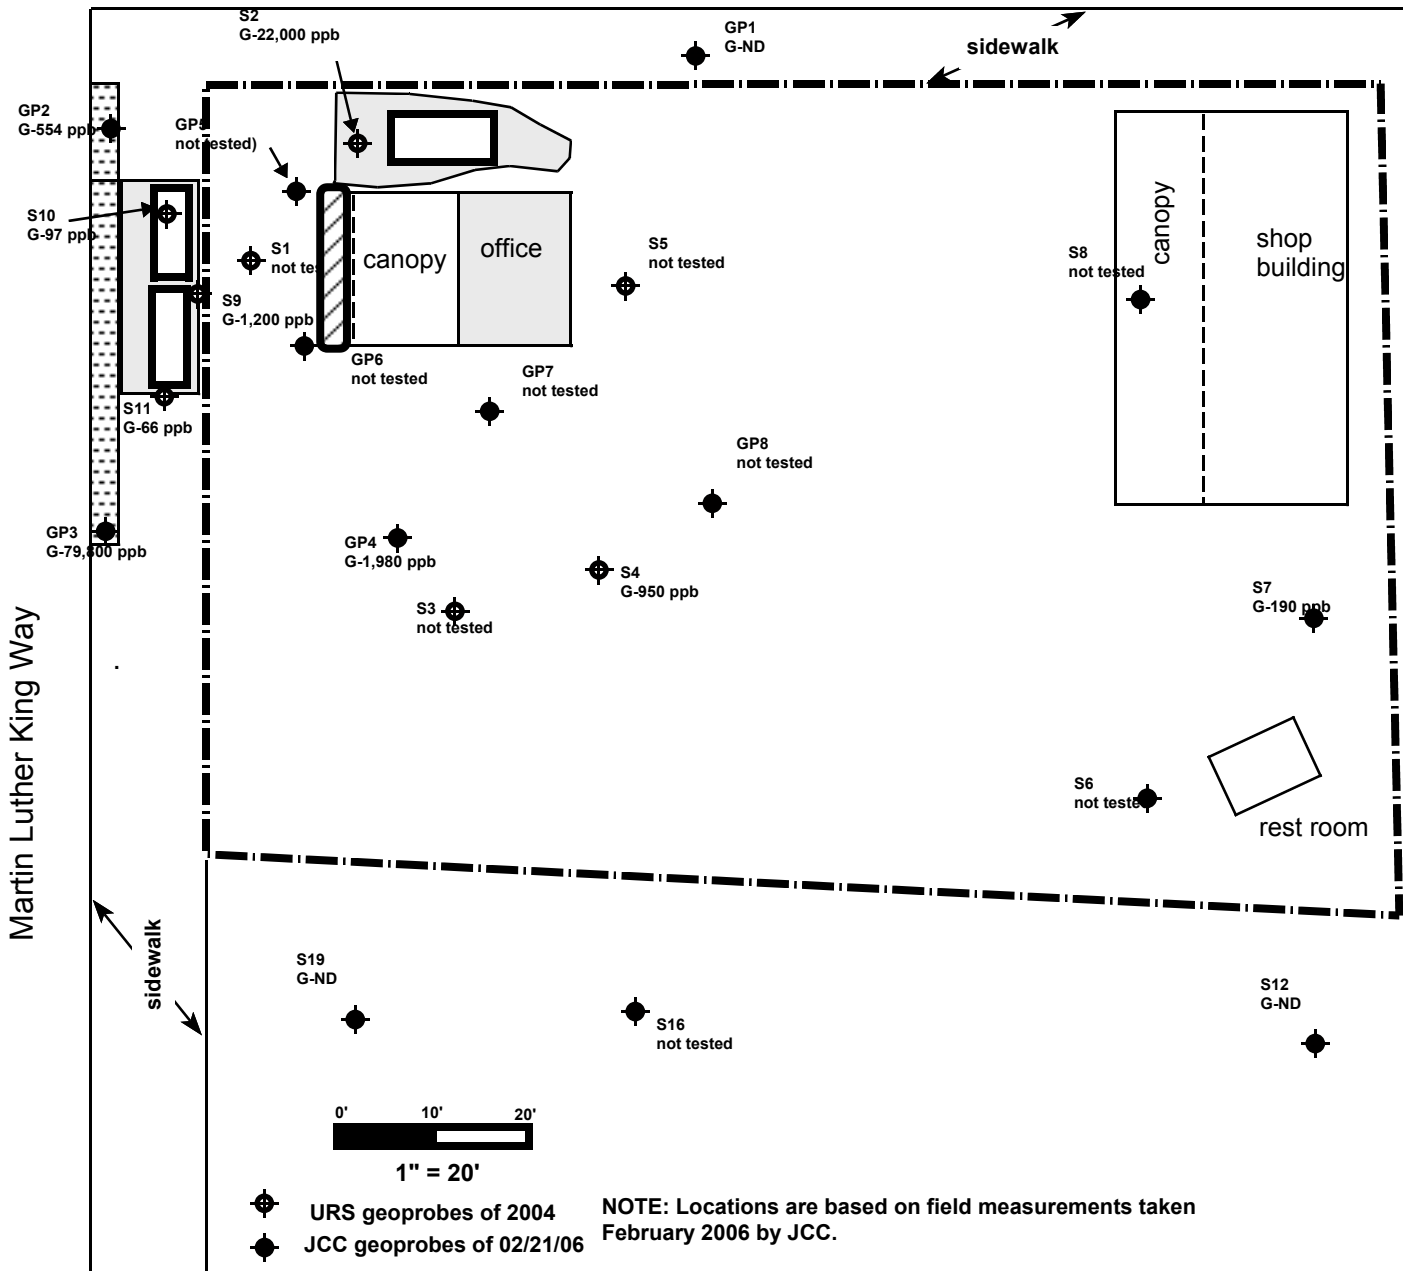 S2
G-22,000 ppb
GP1
G-ND
sidewalk
GP2
G-554 ppb
GP5
not tested)
S10
G-97 ppb
S1
not tes
canopy
office
S5
not tested
S8
not tested
canopy
shop
building
S9
G-1,200 ppb
GP6
not tested
GP7
not tested
S11
G-66 ppb
GP8
not tested
GP3
G-79,800 ppb
GP4
G-1,980 ppb
S4
G-950 ppb
S3
not tested
S7
G-190 ppb
Martin Luther King Way
S6
not tested
rest room
sidewalk
S19
G-ND
S16
not tested
S12
G-ND
0' 10' 20'
1" = 20'
URS geoprobes of 2004
JCC geoprobes of 02/21/06
NOTE: Locations are based on field measurements taken
February 2006 by JCC.